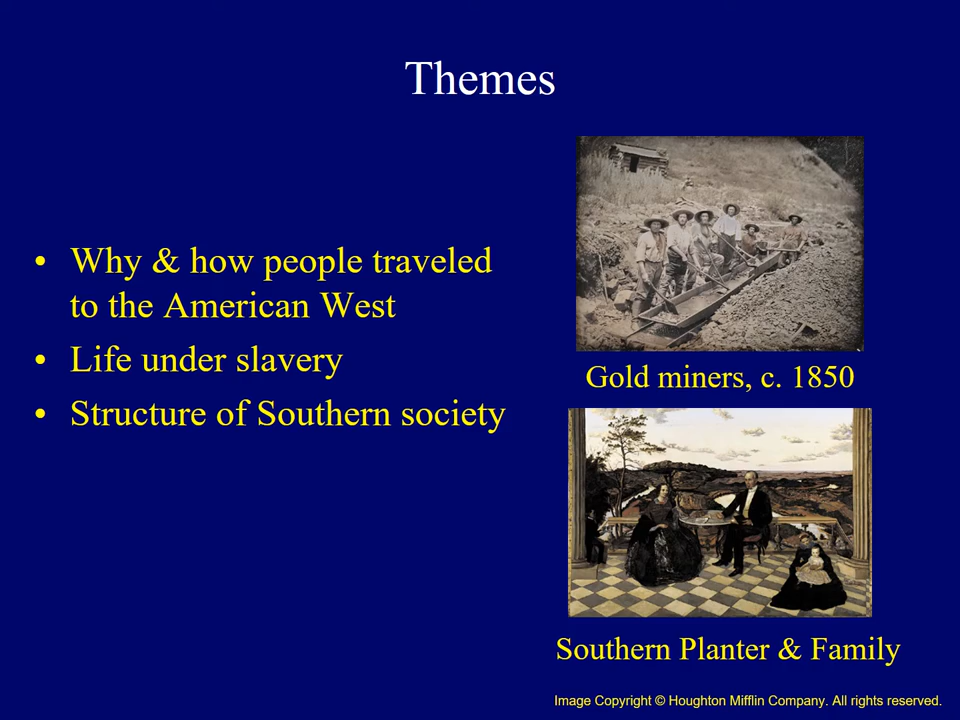 Themes
• Why & how people traveled
to the American West
• Life under slavery
• Structure of Southern society
Gold miners, c. 1850
Southern Planter & Family
Image Copyright © Houghton Mifflin Company. All rights reserved.